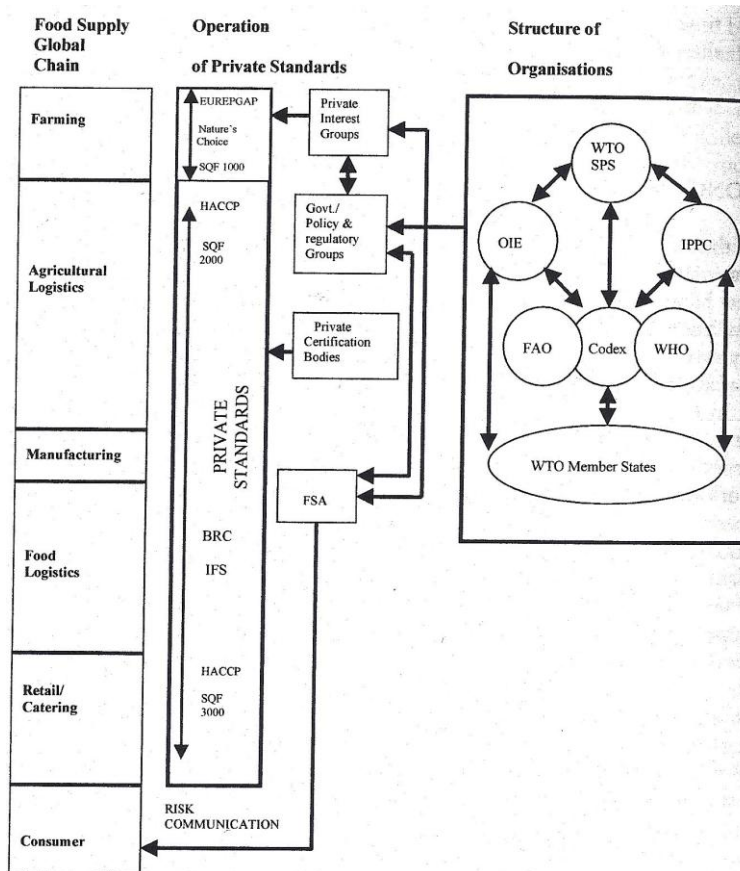 Food Supply
Global
Chain
Operation
of Private Standards
Structure of
Organisations
Farming
Agricultural
Logistics
Manufacturing
Food
Logistics
Retail/
Catering
Consumer
EUREPGAP
Nature's
Choice
SQF 1000
HACCP
SQF
2000
PRIVATE
STANDARDS
BRC
IFS
HACCP
SQF
3000
RISK
COMMUNICATION
Private
Interest
Groups
Govt./
Policy &
regulatory
Groups
Private
Certification
Bodies
FSA
WTO
SPS
OIE
IPPC
FAO
Codex
WHO
WTO Member States